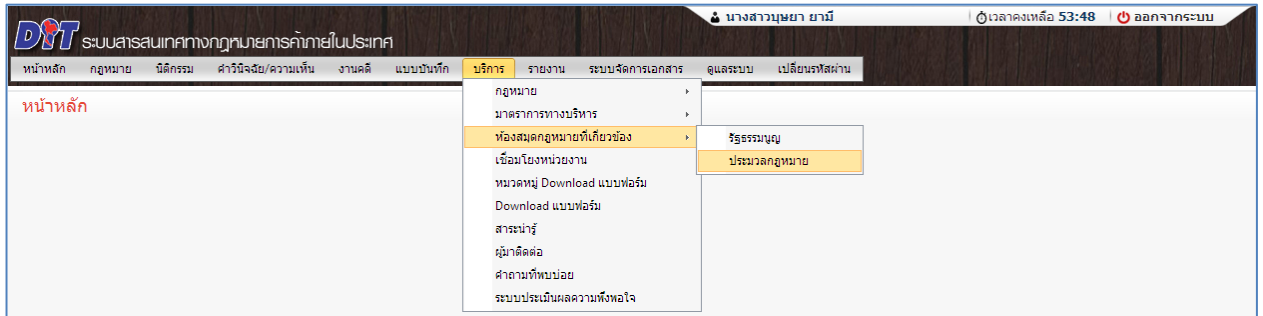 นางสาวบุษยา ยามี เวลาคงเหลือ 53:48 ออกจากระบบ
DIT ระบบสารสนเทศทางกฎหมายการค้าภายในประเทศ
หน้าหลัก กฎหมาย นิติกรรม คำวินิจฉัย/ความเห็น งานคดี แบบบันทึก บริการ รายงาน ระบบจัดการเอกสาร ดูแลระบบ เปลี่ยนรหัสผ่าน
หน้าหลัก
กฎหมาย
มาตราการทางบริหาร
ห้องสมุดกฎหมายที่เกี่ยวข้อง
รัฐธรรมนูญ
ประมวลกฎหมาย
เชื่อมโยงหน่วยงาน
หมวดหมู่ Download แบบฟอร์ม
Download แบบฟอร์ม
สาระน่ารู้
ผู้มาติดต่อ
คำถามที่พบบ่อย
ระบบประเมินผลความพึงพอใจ